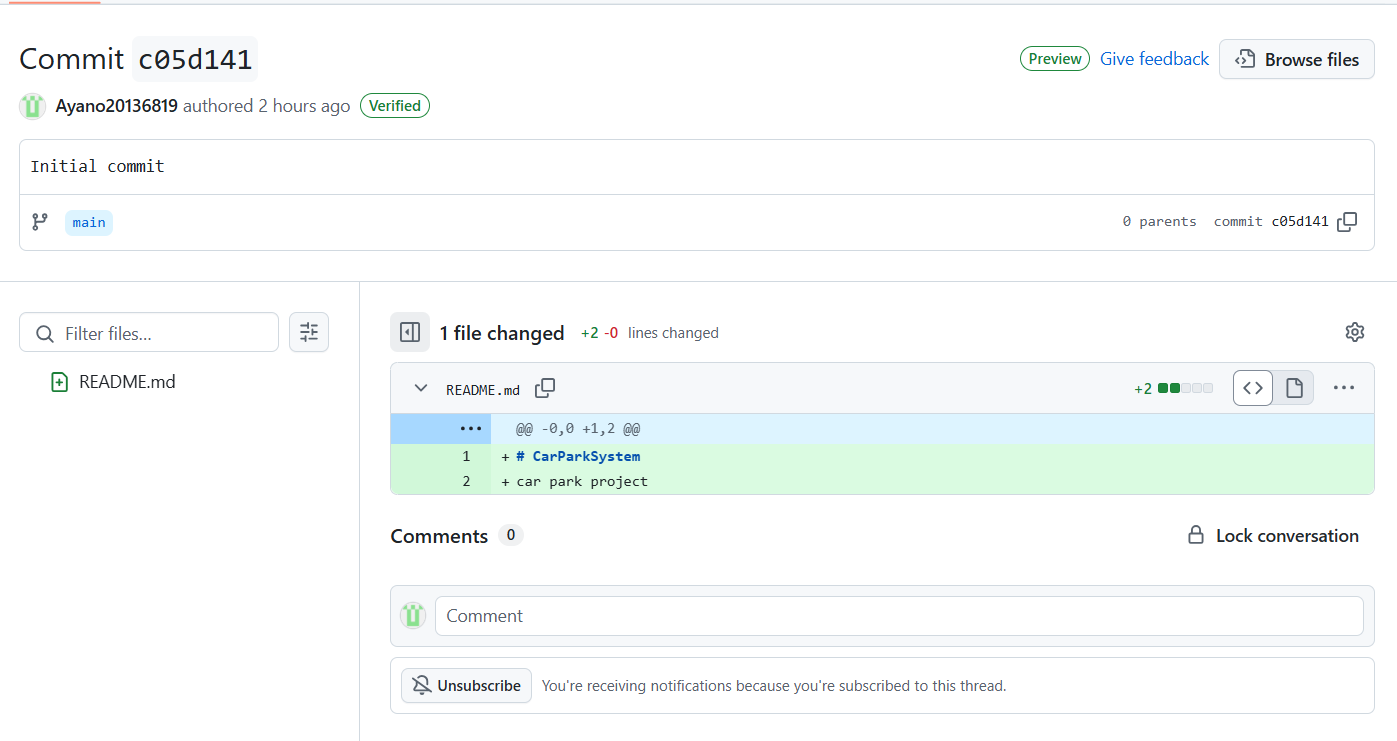 Commit c05d141
Preview Give feedback Browse files
Ayano20136819 authored 2 hours ago Verified
Initial commit
main
0 parents commit c05d141
Filter files...
README.md
1 file changed +2 -0 lines changed
README.md
+2
@@ -0,0 +1,2 @@
1 + # CarParkSystem
2 + car park project
Comments 0
Lock conversation
Comment
Unsubscribe You're receiving notifications because you're subscribed to this thread.